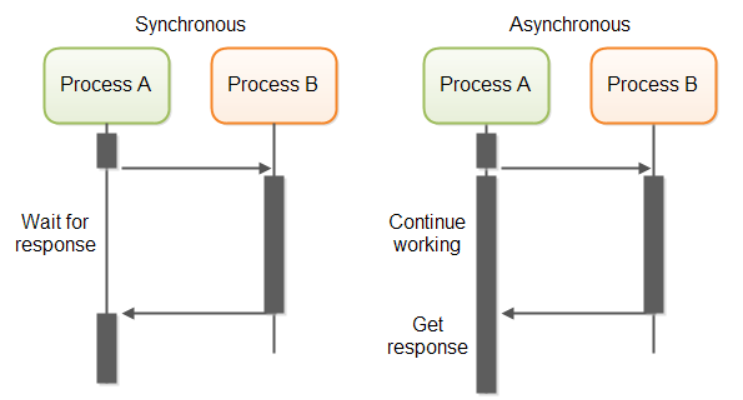 Synchronous
Asynchronous
Process A
Process B
Process A
Process B
Wait for
response
Continue
working
Get
response